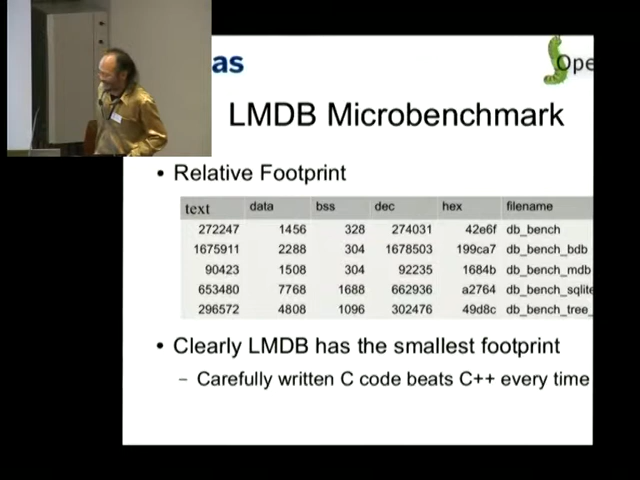 as
Ope
LMDB Microbenchmark
• Relative Footprint
text data bss dec hex filename
272247 1456 328 274031 42e6f db_bench
1675911 2288 304 1678503 199ca7 db_bench_bdb
90423 1508 304 92235 1684b db_bench_mdb
653480 7768 1688 662936 a2764 db_bench_sqlite
296572 4808 1096 302476 49d8c db_bench_tree_
• Clearly LMDB has the smallest footprint
– Carefully written C code beats C++ every time